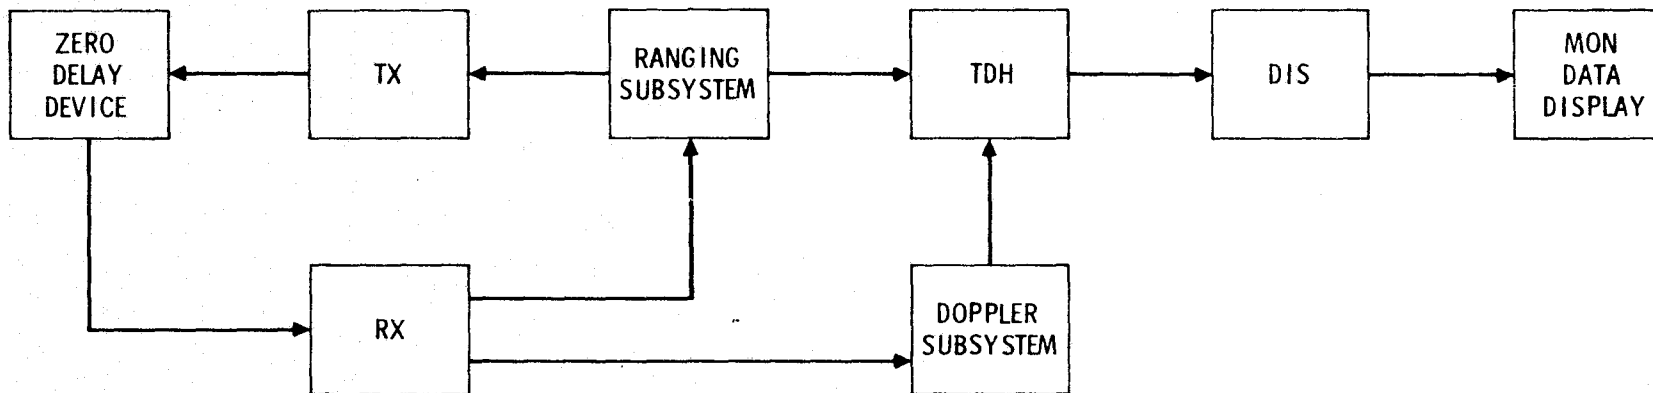 ZERO
DELAY
DEVICE
TX
RANGING
SUBSYSTEM
TDH
DIS
MON
DATA
DISPLAY
RX
DOPPLER
SUBSYSTEM